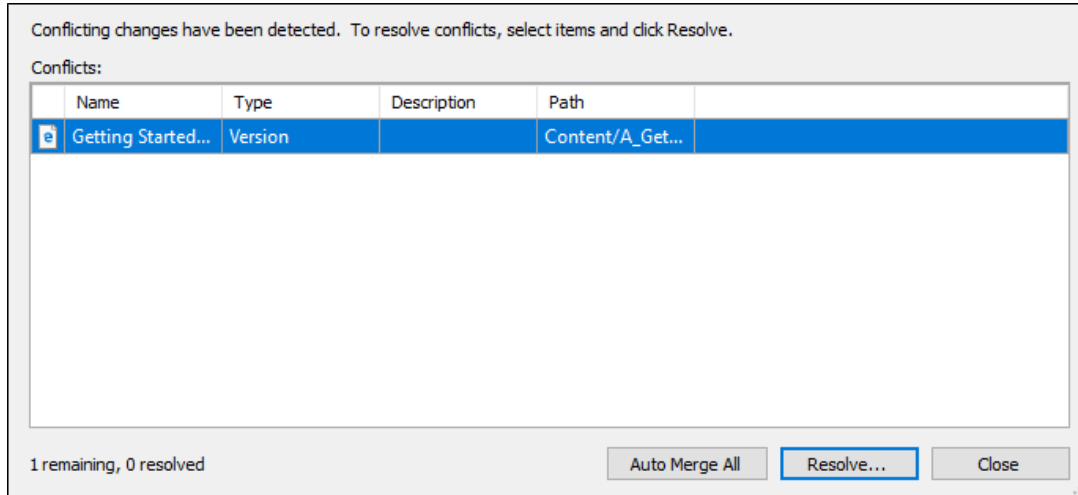 Conflicting changes have been detected.  To resolve conflicts, select items and click Resolve.
Conflicts:
Name Type Description Path
Getting Started... Version Content/A_Get...
1 remaining, 0 resolved Auto Merge All Resolve... Close